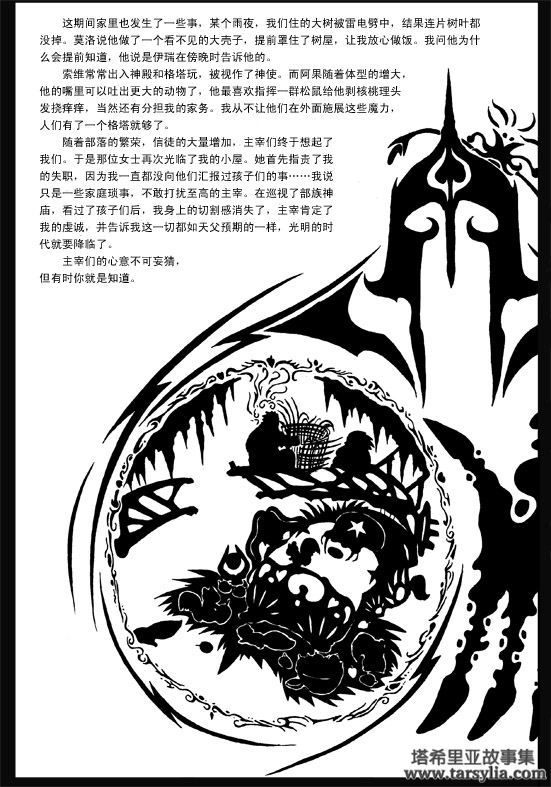 这期间家里也发生了一些事，某个雨夜，我们住的大树被雷电劈中，结果连片树叶都
没掉。莫洛说他做了一个看不见的大壳子，提前罩住了树屋，让我放心做饭。我问他为什
么会提前知道，他说是伊瑞在傍晚时告诉他的。
索维常常出入神殿和格塔玩，被视作了神使。而阿果随着体型的增大，
他的嘴里可以吐出更大的动物了，他最喜欢指挥一群松鼠给他剥核桃理头
发挠痒痒，当然还有分担我的家务。我从不让他们在外面施展这些魔力，
人们有了一个格塔就够了。
随着部落的繁荣，信徒的大量增加，主宰们终于想起了
我们。于是那位女士再次光临了我的小屋。她首先指责了我
的失职，因为我一直都没向他们汇报过孩子们的事……我说
只是一些家庭琐事，不敢打扰至高的主宰。在巡视了部族神
庙，看过了孩子们后，我身上的切割感消失了，主宰肯定了
我的虔诚，并告诉我这一切都如天父预期的一样，光明的时
代就要降临了。
主宰们的心意不可妄猜，
但有时你就是知道。
塔希里亚故事集
www.tarsylia.com